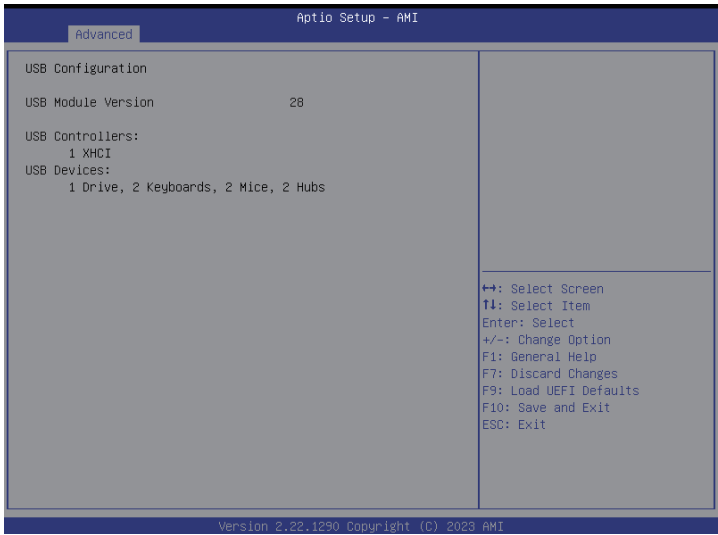 Aptio Setup – AMI
Advanced
USB Configuration
USB Module Version 28
USB Controllers:
1 XHCI
USB Devices:
1 Drive, 2 Keyboards, 2 Mice, 2 Hubs
↔: Select Screen
↑↓: Select Item
Enter: Select
+/-: Change Option
F1: General Help
F7: Discard Changes
F9: Load UEFI Defaults
F10: Save and Exit
ESC: Exit
Version 2.22.1290 Copyright (C) 2023 AMI